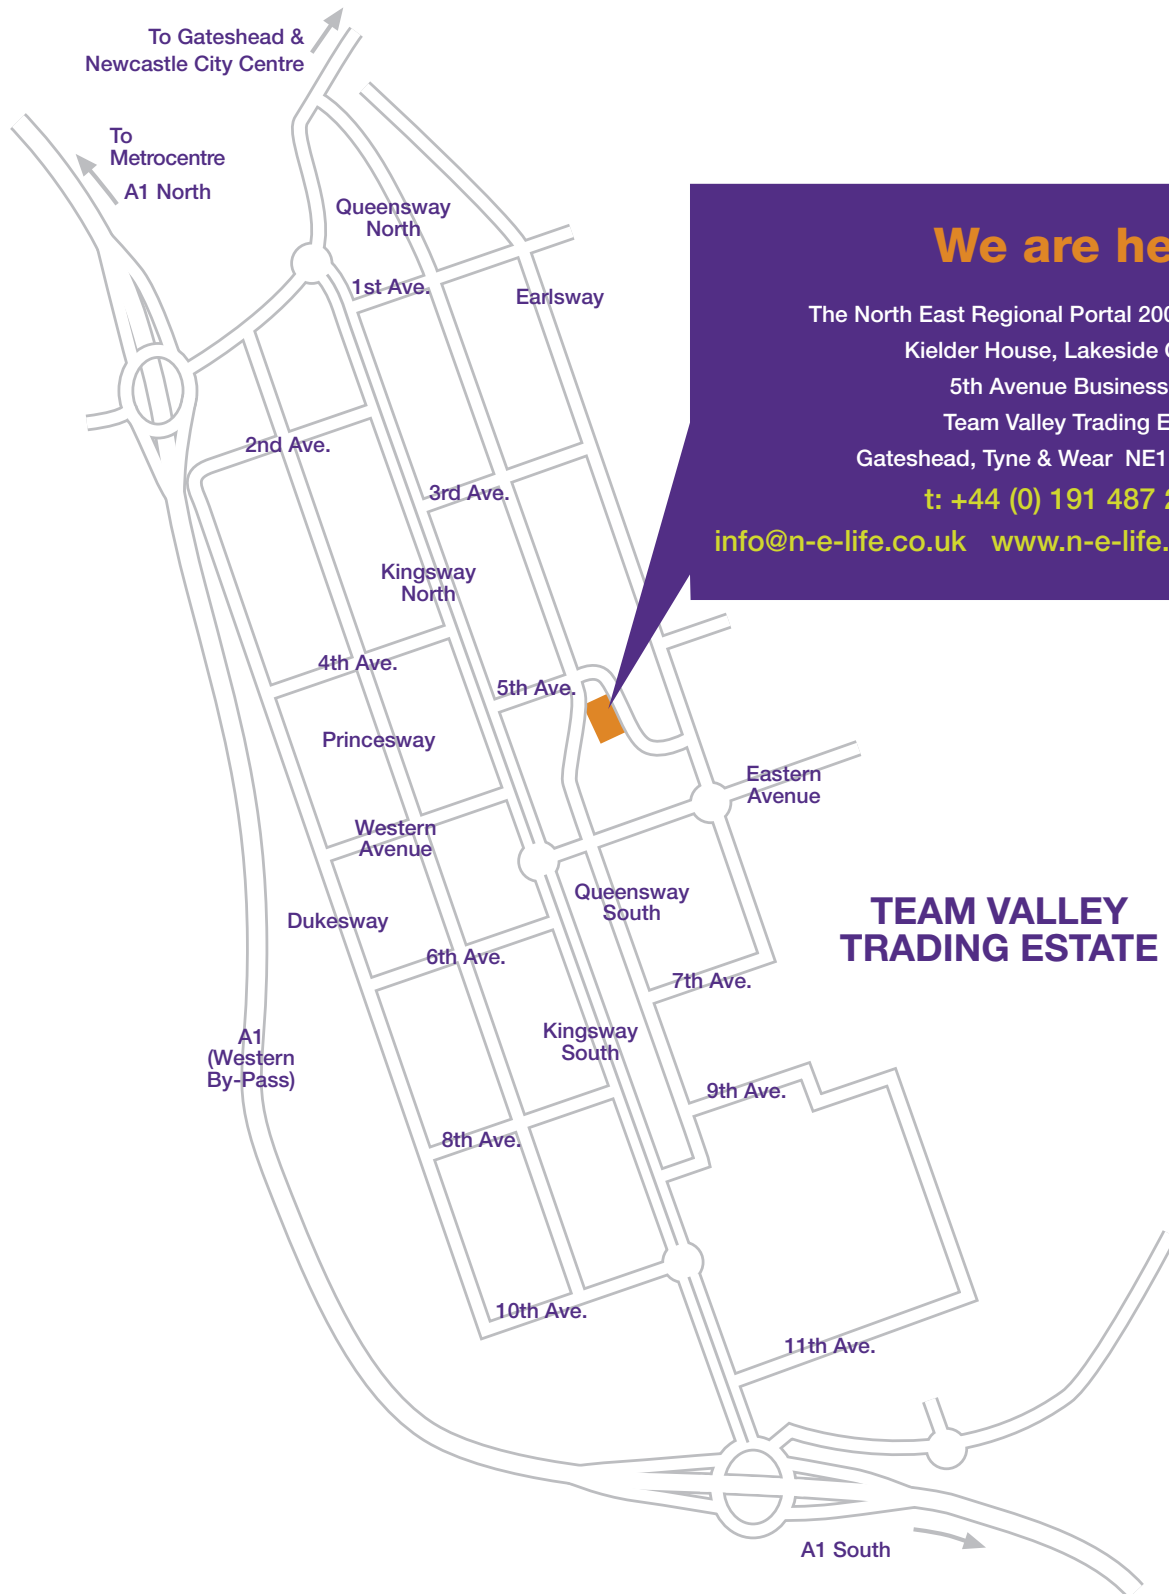 To Gateshead &
Newcastle City Centre
To
Metrocentre
A1 North
Queensway
North
1st Ave.
Earlsway
We are he
The North East Regional Portal 200
Kielder House, Lakeside
5th Avenue Business
Team Valley Trading E
Gateshead, Tyne & Wear NE1
t: +44 (0) 191 487
info@n-e-life.co.uk www.n-e-life.
2nd Ave.
3rd Ave.
Kingsway
North
4th Ave.
5th Ave.
Princesway
Eastern
Avenue
Western
Avenue
Queensway
South
Dukesway
TEAM VALLEY
TRADING ESTATE
6th Ave.
7th Ave.
Kingsway
South
A1
(Western
By-Pass)
9th Ave.
8th Ave.
10th Ave.
11th Ave.
A1 South